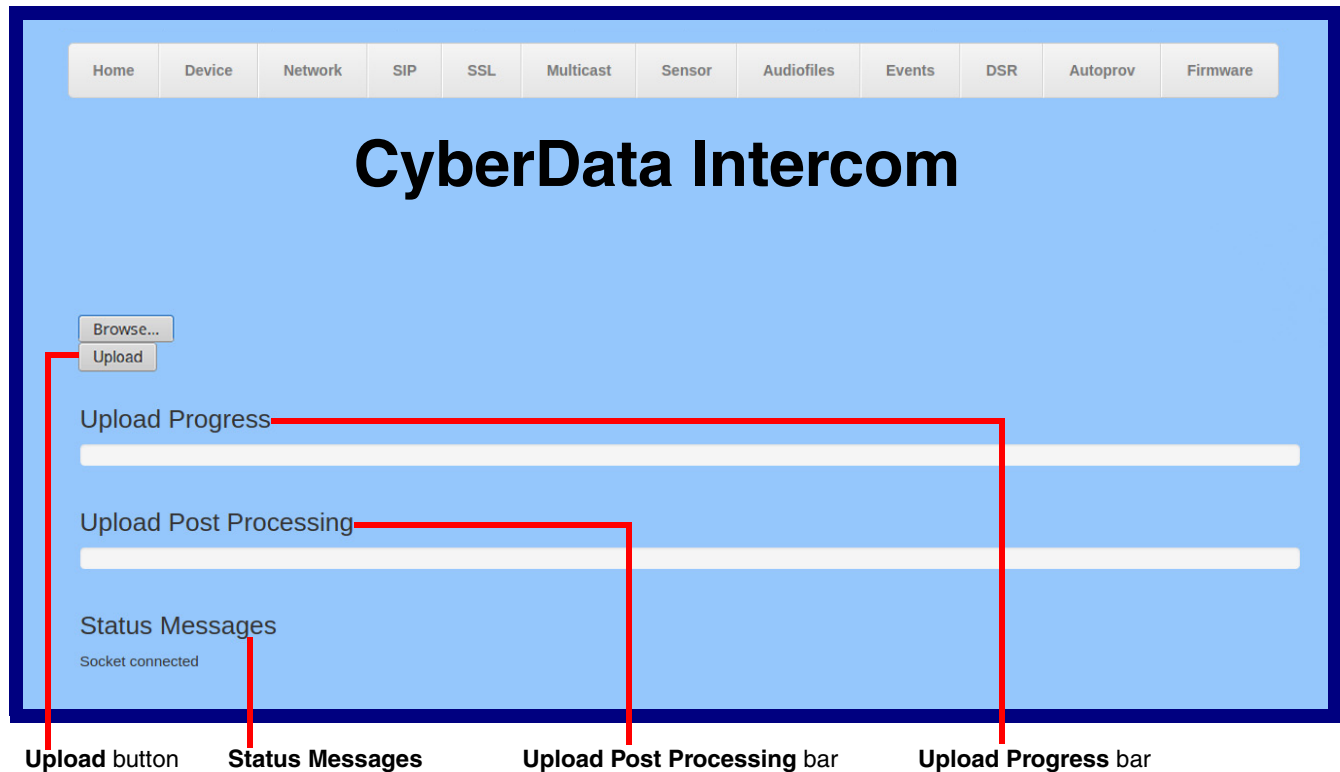 Home Device Network SIP SSL Multicast Sensor Audiofiles Events DSR Autoprov Firmware
CyberData Intercom
Browse...
Upload
Upload Progress
Upload Post Processing
Status Messages
Socket connected
Upload button Status Messages Upload Post Processing bar Upload Progress bar